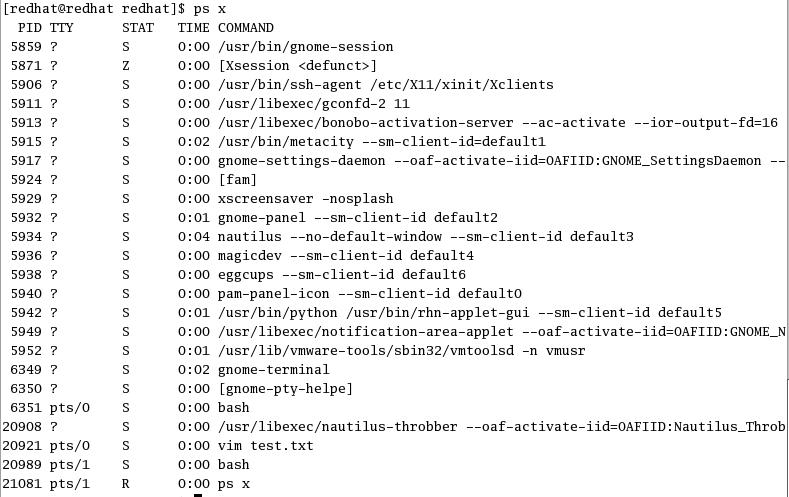 [redhat@redhat redhat]$ ps x
  PID TTY      STAT   TIME COMMAND
 5859 ?        S      0:00 /usr/bin/gnome-session
 5871 ?        Z      0:00 [Xsession <defunct>]
 5906 ?        S      0:00 /usr/bin/ssh-agent /etc/X11/xinit/Xclients
 5911 ?        S      0:00 /usr/libexec/gconfd-2 11
 5913 ?        S      0:00 /usr/libexec/bonobo-activation-server --ac-activate --ior-output-fd=16
 5915 ?        S      0:02 /usr/bin/metacity --sm-client-id=default1
 5917 ?        S      0:00 gnome-settings-daemon --oaf-activate-iid=OAFIID:GNOME_SettingsDaemon --
 5924 ?        S      0:00 [fam]
 5929 ?        S      0:00 xscreensaver -nosplash
 5932 ?        S      0:01 gnome-panel --sm-client-id default2
 5934 ?        S      0:04 nautilus --no-default-window --sm-client-id default3
 5936 ?        S      0:00 magicdev --sm-client-id default4
 5938 ?        S      0:00 eggcups --sm-client-id default6
 5940 ?        S      0:00 pam-panel-icon --sm-client-id default0
 5942 ?        S      0:01 /usr/bin/python /usr/bin/rhn-applet-gui --sm-client-id default5
 5949 ?        S      0:00 /usr/libexec/notification-area-applet --oaf-activate-iid=OAFIID:GNOME_N
 5952 ?        S      0:01 /usr/lib/vmware-tools/sbin32/vmtoolsd -n vmusr
 6349 ?        S      0:02 gnome-terminal
 6350 ?        S      0:00 [gnome-pty-helpe]
 6351 pts/0    S      0:00 bash
20908 ?        S      0:00 /usr/libexec/nautilus-throbber --oaf-activate-iid=OAFIID:Nautilus_Throb
20921 pts/0    S      0:00 vim test.txt
20989 pts/1    S      0:00 bash
21081 pts/1    R      0:00 ps x